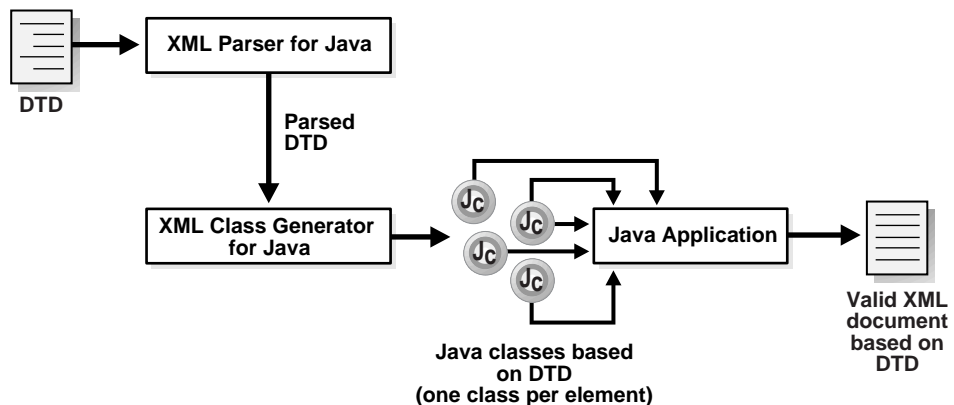 XML Parser for Java
DTD
Parsed
DTD
XML Class Generator
for Java
Jc
Jc
Jc
Jc
Java Application
Valid XML
document
based on
DTD
Java classes based
on DTD
(one class per element)